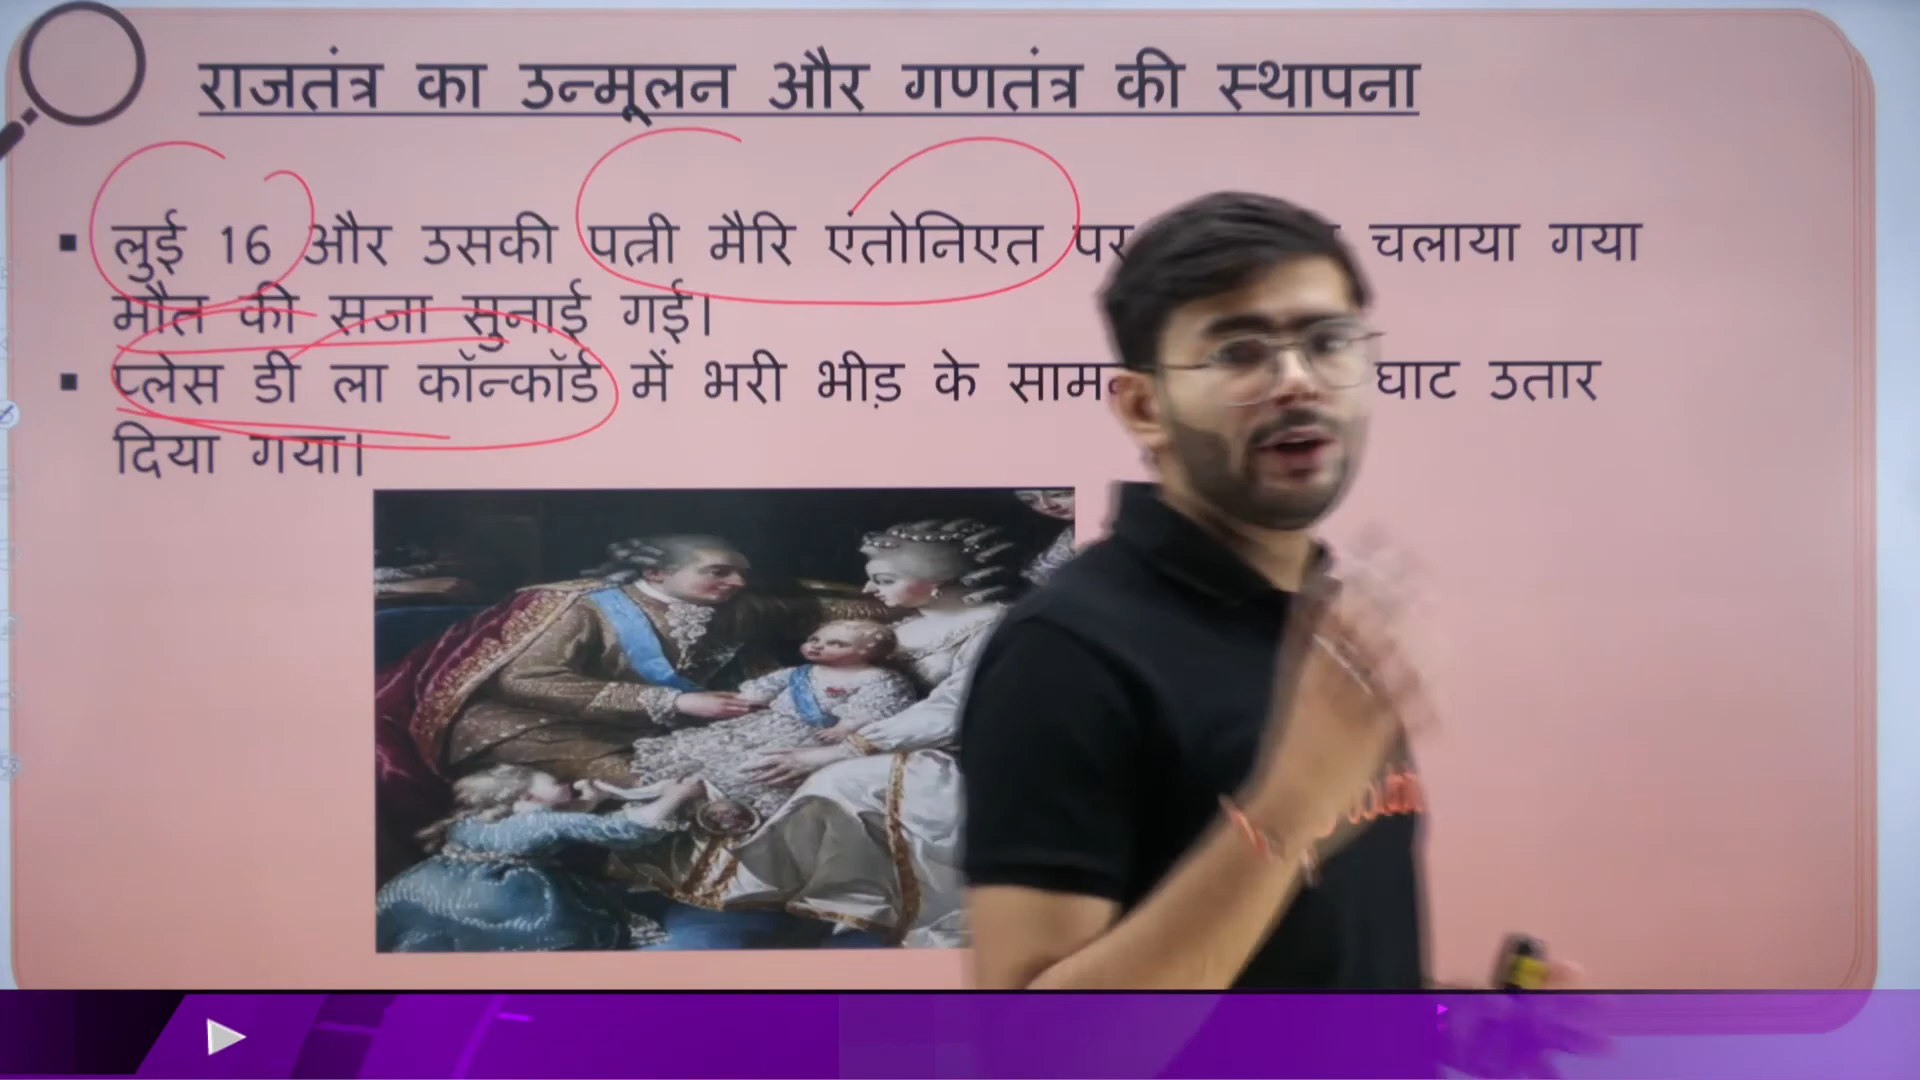 राजतंत्र का उन्मूलन और गणतंत्र की स्थापना
लुई 16 और उसकी पत्नी मैरि एंतोनिएत पर चलाया गया
मौत की सजा सुनाई गई।
प्लेस डी ला कॉन्कॉर्ड में भरी भीड़ के घाट उतार
दिया गया।